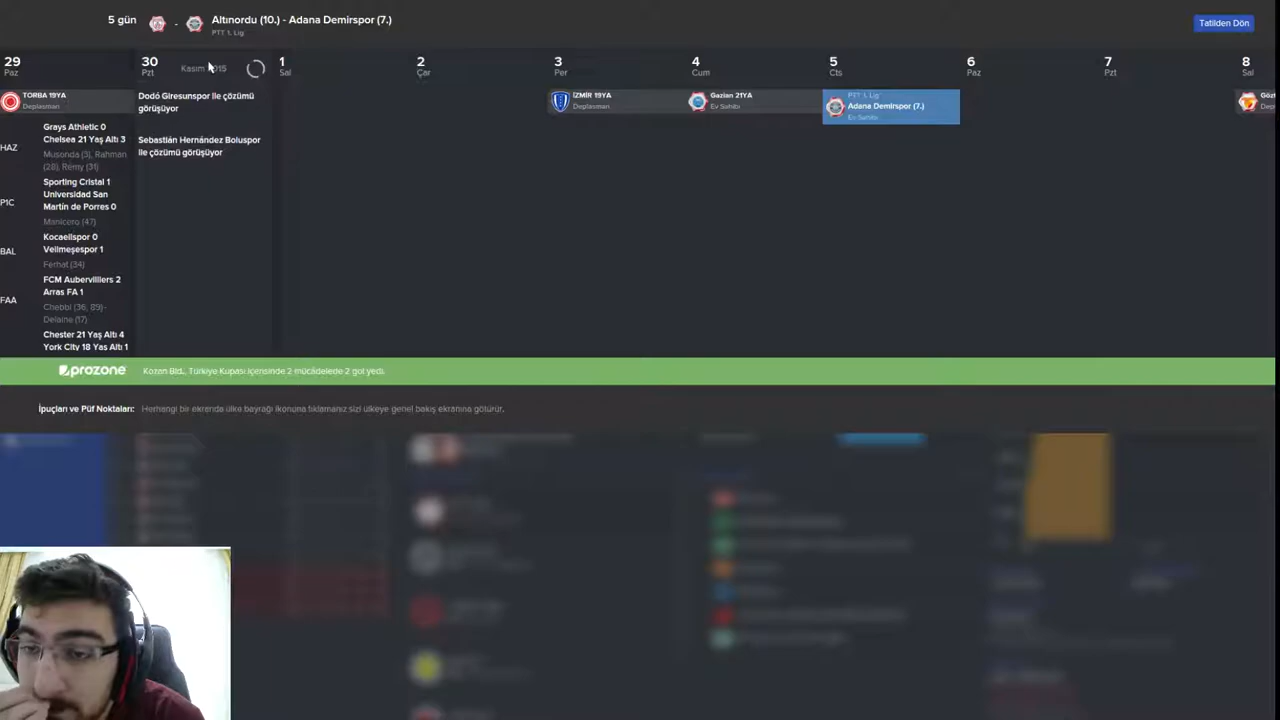 5 gün
Altınordu (10.) - Adana Demirspor (7.)
PTT 1. Lig
Tatilden Dön
29
Paz
30
Pzt
Kasım 2015
1
Sal
2
Çar
3
Per
4
Cum
5
Cts
6
Paz
7
Pzt
8
Sal
TORBA 19YA
Deplasman
Dodó Giresunspor ile çözümü
görüşüyor
Sebastián Hernández Boluspor
ile çözümü görüşüyor
İZMİR 19YA
Deplasman
Gazian 21YA
Ev Sahibi
PTT 1. Lig
Adana Demirspor (7.)
Ev Sahibi
HAZ
Grays Athletic 0
Chelsea 21 Yaş Altı 3
Musonda (3), Rahman
(28), Rémy (31)
P1C
Sporting Cristal 1
Universidad San
Martín de Porres 0
Manicero (47)
BAL
Kocaelispor 0
Velimeşespor 1
Ferhat (34)
FAA
FCM Aubervilliers 2
Arras FA 1
Chebbi (36, 89) -
Delaine (17)
Chester 21 Yaş Altı 4
York City 18 Yaş Altı 1
prozone
Kozan Bld., Türkiye Kupası içerisinde 2 mücadelede 2 gol yedi.
İpuçları ve Püf Noktaları: Herhangi bir ekranda ülke bayrağı ikonuna tıklamanız sizi ülkeye genel bakış ekranına götürür.